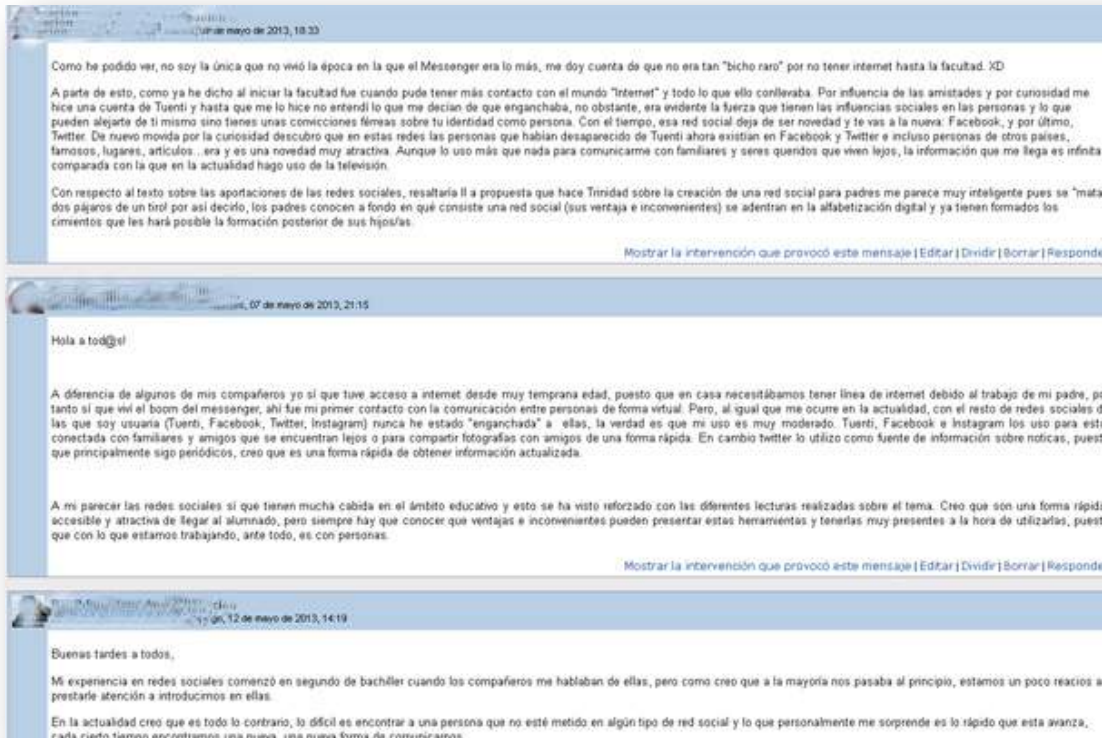 de mayo de 2013, 18:33
Como he podido ver, no soy la única que no vivió la época en la que el Messenger era lo más, me doy cuenta de que no era tan "bicho raro" por no tener internet hasta la facultad. XD
A parte de esto, como ya he dicho al iniciar la facultad fue cuando pude tener más contacto con el mundo "Internet" y todo lo que ello conllevaba. Por influencia de las amistades y por curiosidad me
hice una cuenta de Tuenti y hasta que me lo hice no entendí lo que me decían de que enganchaba, no obstante, era evidente la fuerza que tienen las influencias sociales en las personas y lo que
pueden alejarte de ti mismo sino tienes unas convicciones férreas sobre tu identidad como persona. Con el tiempo, esa red social deja de ser novedad y te vas a la nueva: Facebook, y por último,
Twitter. De nuevo movida por la curiosidad descubro que en estas redes las personas que habían desaparecido de Tuenti ahora existían en Facebook y Twitter e incluso personas de otros países,
famosos, lugares, artículos...era y es una novedad muy atractiva. Aunque lo uso más que nada para comunicarme con familiares y seres queridos que viven lejos, la información que me llega es infinita
comparada con la que en la actualidad hago uso de la televisión.
Con respecto al texto sobre las aportaciones de las redes sociales, resaltaría ll a propuesta que hace Trinidad sobre la creación de una red social para padres me parece muy inteligente pues se "mata
dos pájaros de un tiro! por así decirlo, los padres conocen a fondo en qué consiste una red social (sus ventaja e inconvenientes) se adentran en la alfabetización digital y ya tienen formados los
cimientos que les hará posible la formación posterior de sus hijos/as.
Mostrar la intervención que provocó este mensaje | Editar | Dividir | Borrar | Responde
07 de mayo de 2013, 21:15
Hola a tod@s!
A diferencia de algunos de mis compañeros yo sí que tuve acceso a internet desde muy temprana edad, puesto que en casa necesitábamos tener línea de internet debido al trabajo de mi padre, po
tanto sí que viví el boom del messenger, ahí fue mi primer contacto con la comunicación entre personas de forma virtual. Pero, al igual que me ocurre en la actualidad, con el resto de redes sociales d
las que soy usuaria (Tuenti, Facebook, Twitter, Instagram) nunca he estado "enganchada" a ellas, la verdad es que mi uso es muy moderado. Tuenti, Facebook e Instagram los uso para est
conectada con familiares y amigos que se encuentran lejos o para compartir fotografías con amigos de una forma rápida. En cambio twitter lo utilizo como fuente de información sobre noticas, puest
que principalmente sigo periódicos, creo que es una forma rápida de obtener información actualizada.
A mi parecer las redes sociales sí que tienen mucha cabida en el ámbito educativo y esto se ha visto reforzado con las diferentes lecturas realizadas sobre el tema. Creo que son una forma rápida
accesible y atractiva de llegar al alumnado, pero siempre hay que conocer que ventajas e inconvenientes pueden presentar estas herramientas y tenerlas muy presentes a la hora de utilizarlas, puest
que con lo que estamos trabajando, ante todo, es con personas.
Mostrar la intervención que provocó este mensaje | Editar | Dividir | Borrar | Responde
12 de mayo de 2013, 14:19
Buenas tardes a todos,
Mi experiencia en redes sociales comenzó en segundo de bachiller cuando los compañeros me hablaban de ellas, pero como creo que a la mayoría nos pasaba al principio, estamos un poco reacios a
prestarle atención a introducirnos en ellas.
En la actualidad creo que es todo lo contrario, lo difícil es encontrar a una persona que no esté metido en algún tipo de red social y lo que personalmente me sorprende es lo rápido que esta avanza,
cada cierto tiempo encontramos una nueva, una nueva forma de comunicarnos.